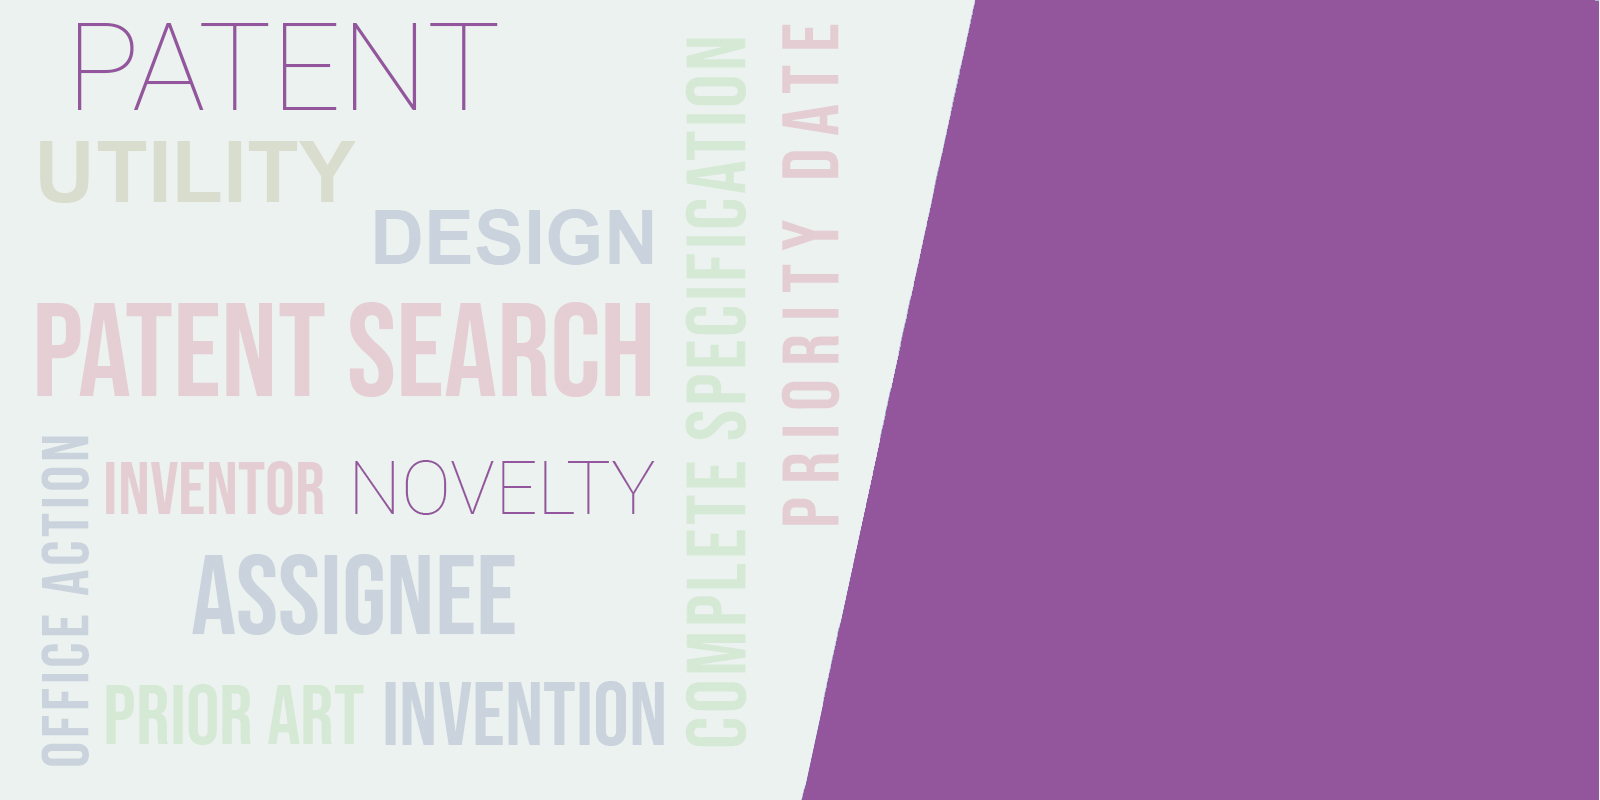 PATENT
UTILITY
DESIGN
PATENT SEARCH
OFFICE ACTION
INVENTOR
NOVELTY
ASSIGNEE
PRIOR ART
INVENTION
COMPLETE SPECIFICATION
PRIORITY DATE